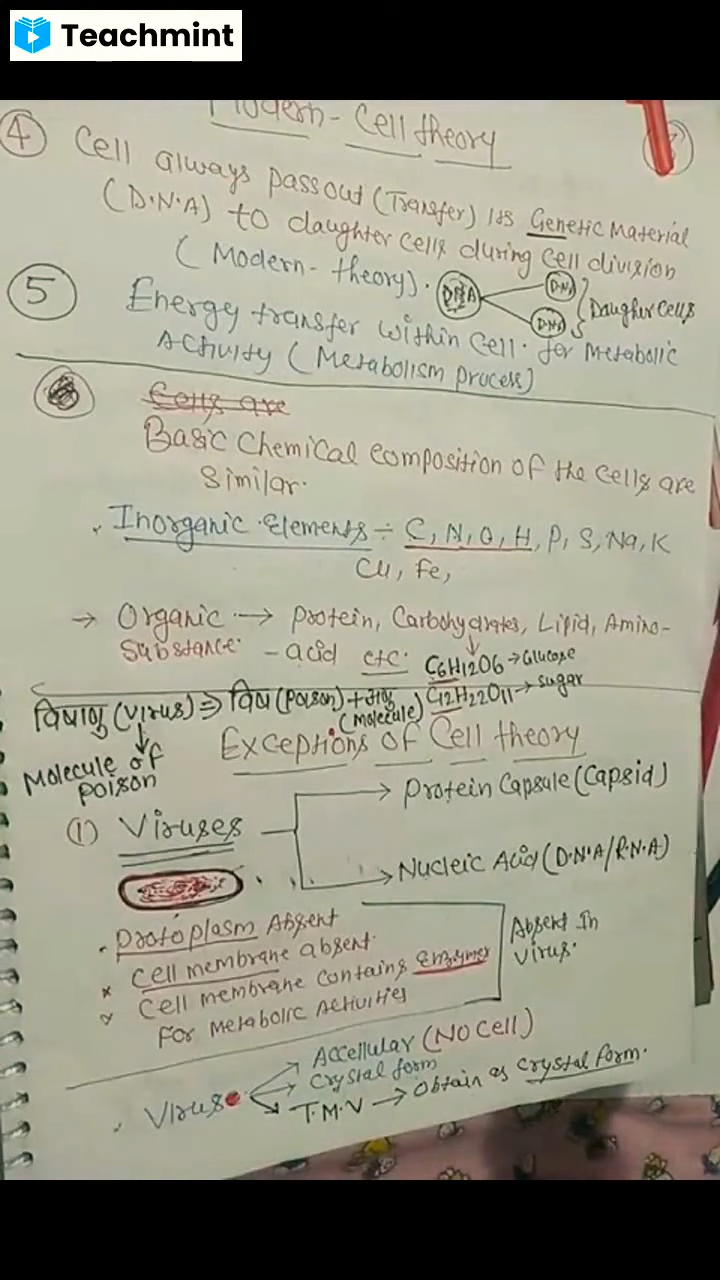 Teachmint
Modern - Cell theory
④ Cell always passout (Transfer) its Genetic Material
(D.N.A) to daughter cells during cell division
(Modern - theory).
DNA
DNA
DNA
Daugher cells
⑤ Energy transfer within cell. for Metabolic
Activity (Metabolism process)
Cells are
Basic Chemical composition of the cells are
Similar.
Inorganic Elements ÷ C, N, O, H, P, S, Na, K
Cu, Fe,
→ Organic → Protein, Carbohydrates, Lipid, Amino-
Substance - acid etc. C6H12O6 → Glucose
विषाणु (Virus) ⇒ विष (Poison) + अणु (Molecule) C12H22O11 → Sugar
Molecule of
Poison
Exceptions of Cell theory
① Viruses
Protein Capsule (Capsid)
Nucleic Acid (D.N.A/R.N.A)
. Protoplasm Absent
x Cell membrane absent.
Cell membrane contains Enzymes
For Metabolic Activities
Absent In
virus.
. Virus
Accellular (NO Cell)
Crystal form
T.M.V → Obtain as crystal form.